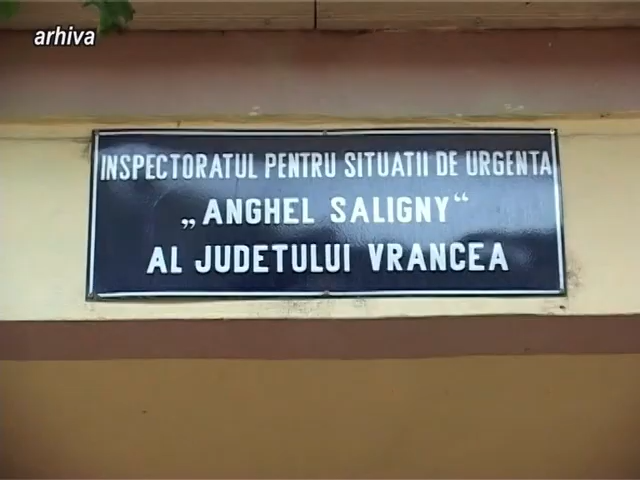 arhiva
INSPECTORATUL PENTRU SITUATII DE URGENTA
„ANGHEL SALIGNY“
AL JUDETULUI VRANCEA